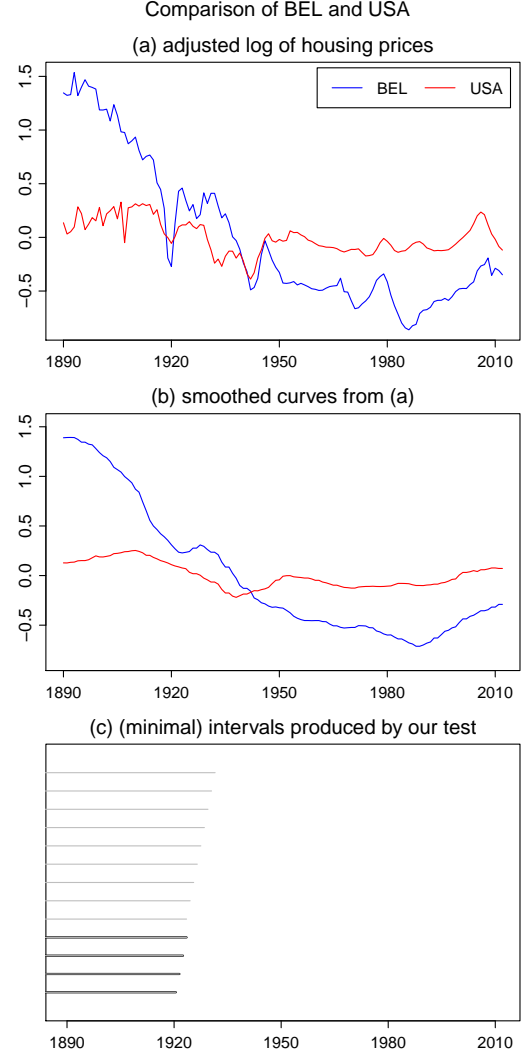 Comparison of BEL and USA
(a) adjusted log of housing prices
BEL USA
1.5
1.0
0.5
0.0
−0.5
1890 1920 1950 1980 2010
(b) smoothed curves from (a)
1.5
1.0
0.5
0.0
−0.5
1890 1920 1950 1980 2010
(c) (minimal) intervals produced by our test
1890 1920 1950 1980 2010